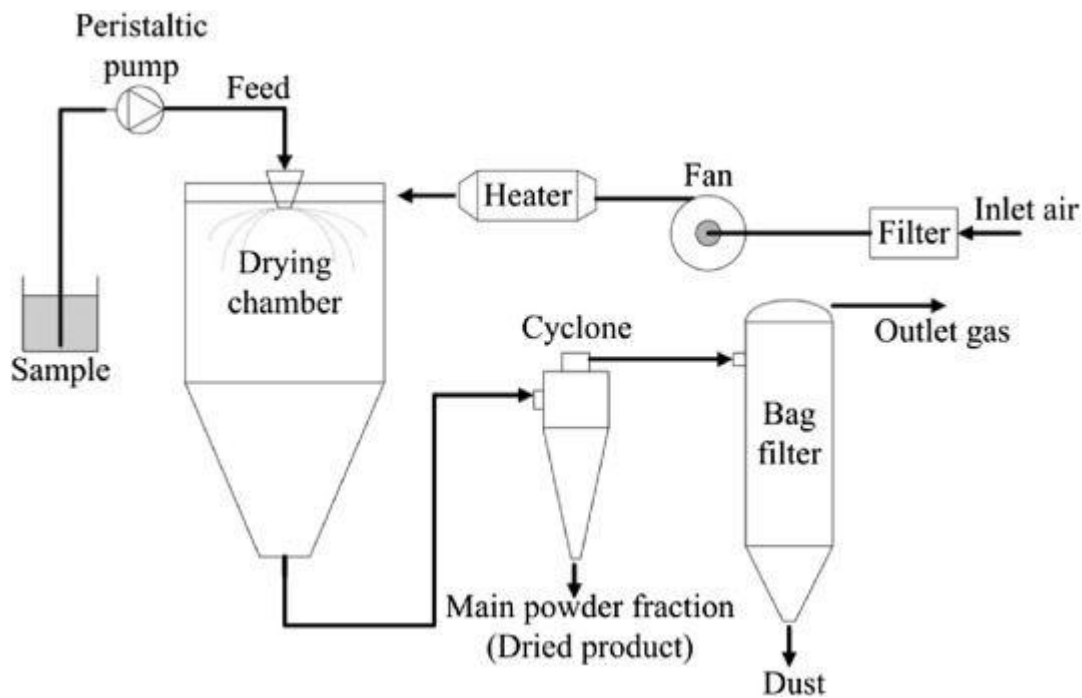 Peristaltic
pump
Feed
Heater
Fan
Filter
Inlet air
Drying
chamber
Sample
Cyclone
Outlet gas
Bag
filter
Main powder fraction
(Dried product)
Dust